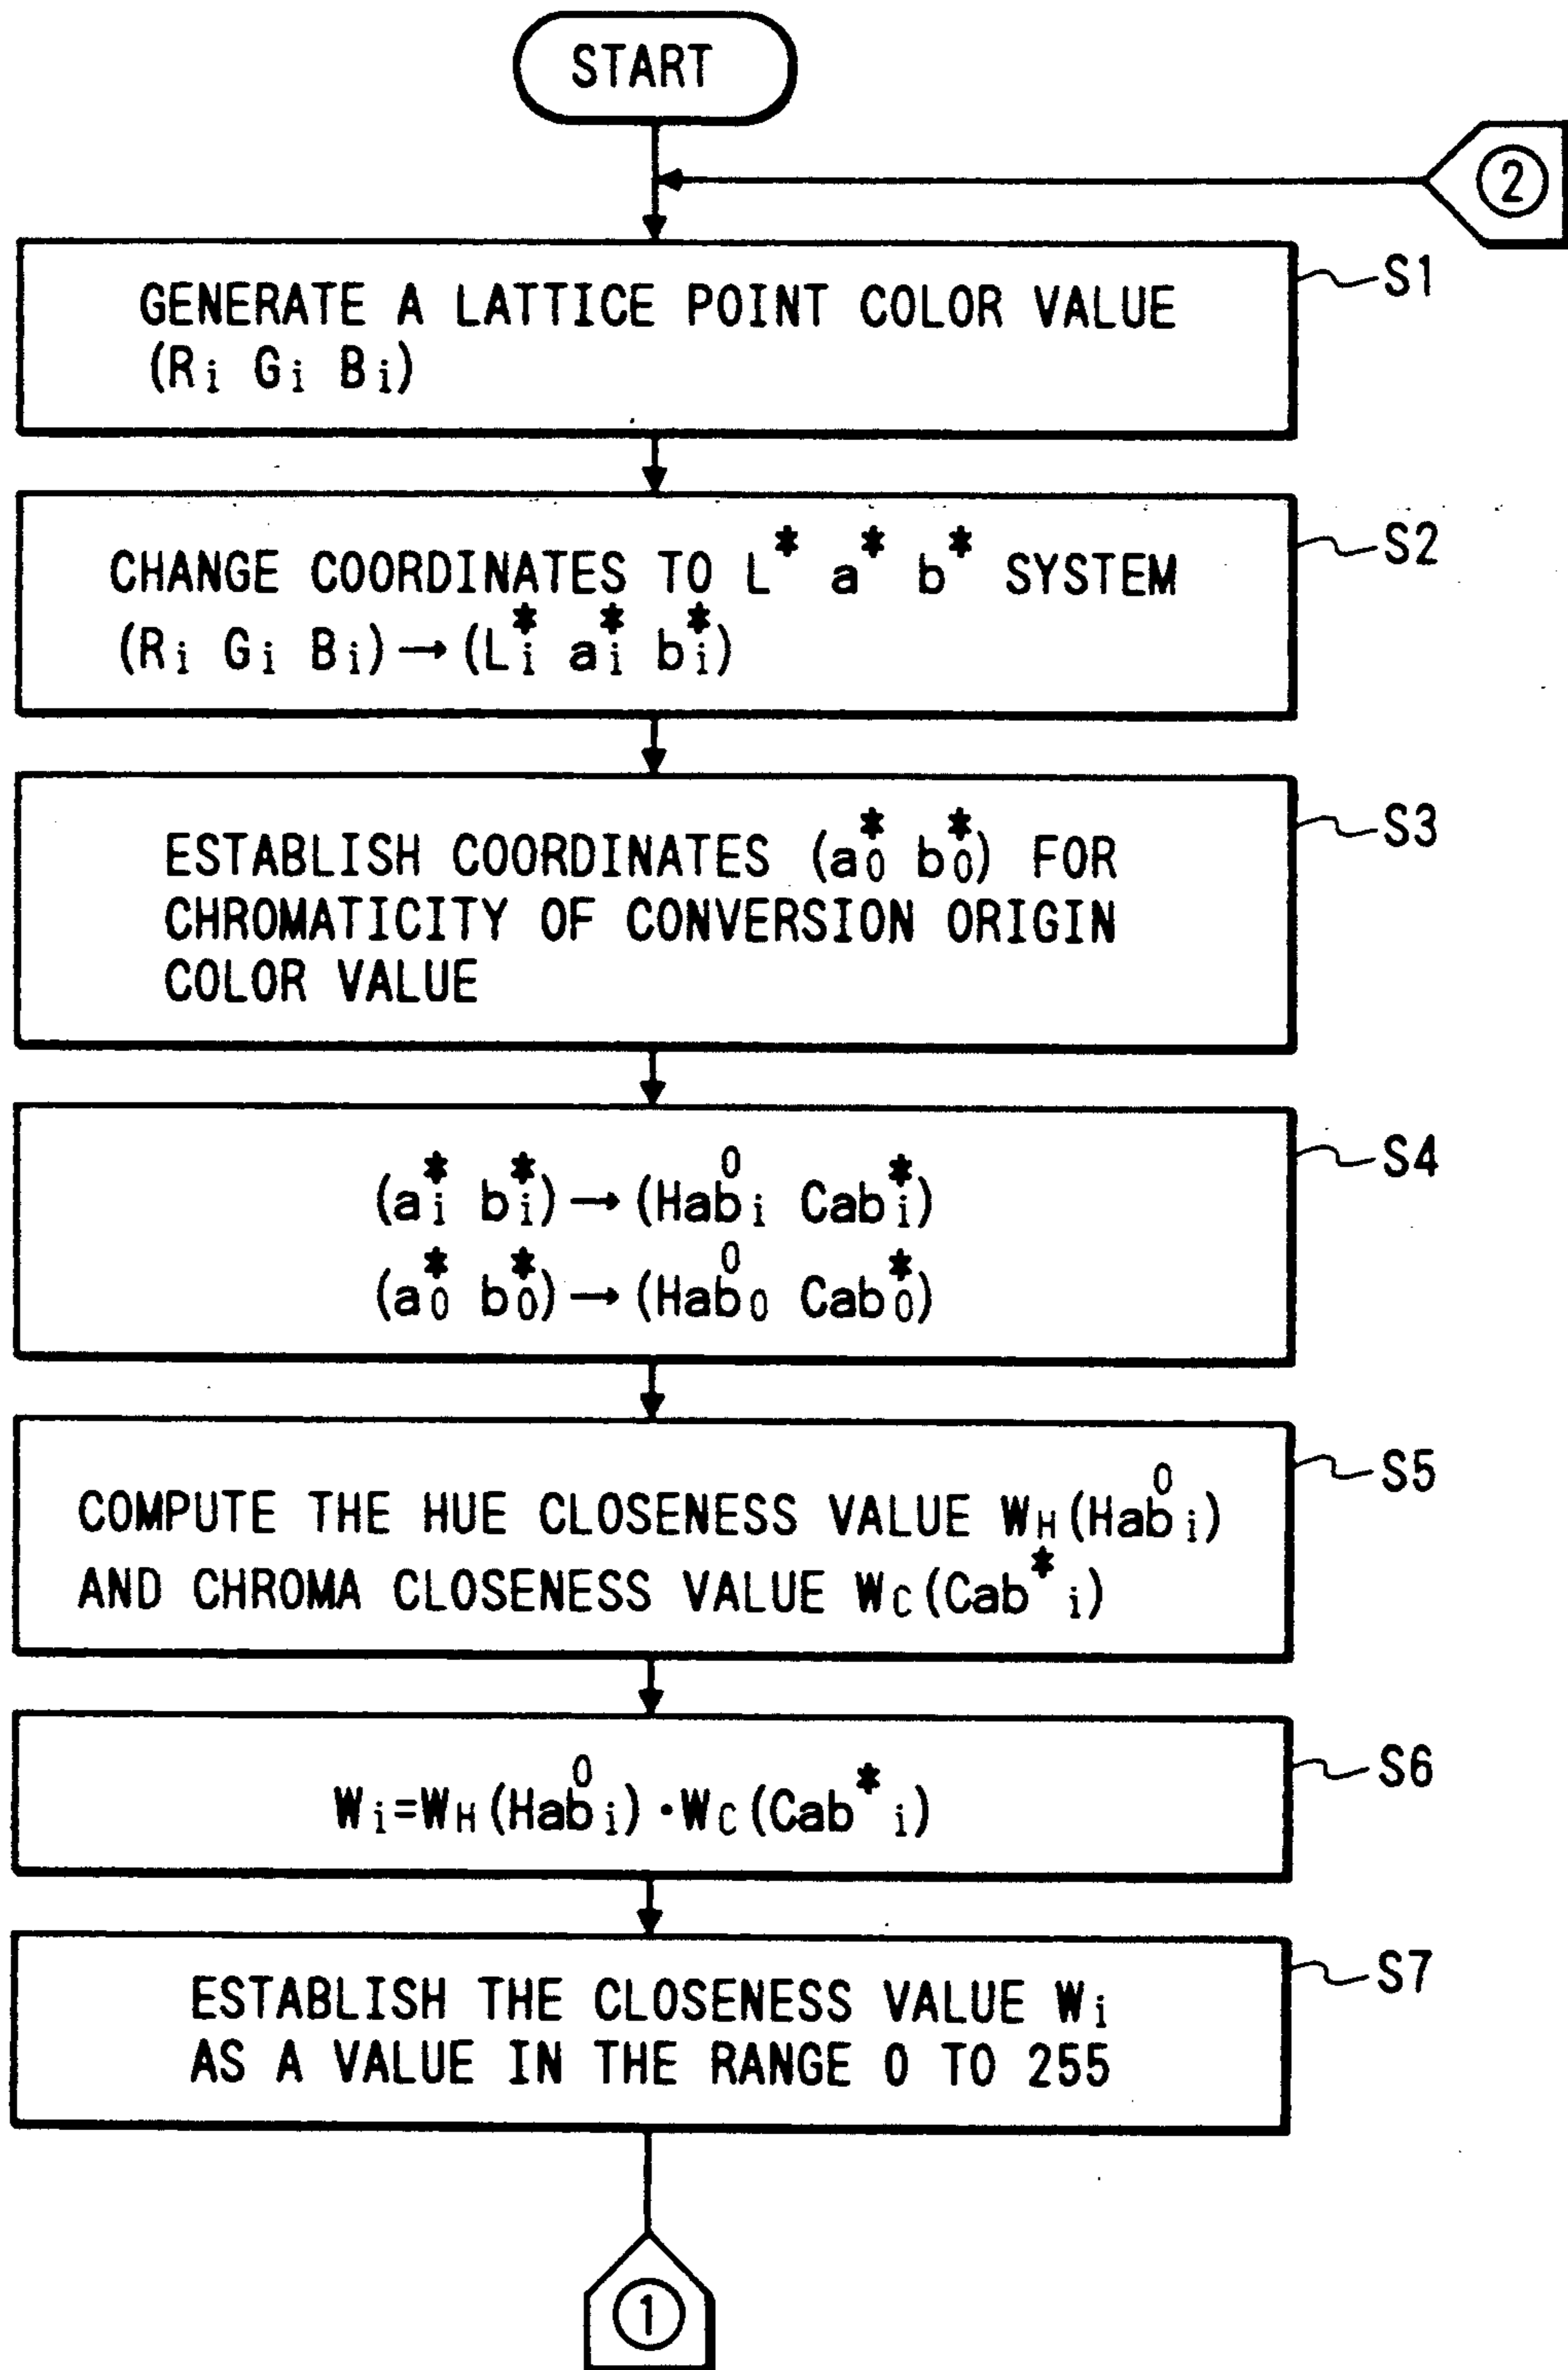 START
②
S1
GENERATE A LATTICE POINT COLOR VALUE
(Ri Gi Bi)
S2
CHANGE COORDINATES TO L* a* b* SYSTEM
(Ri Gi Bi)→(L*i a*i b*i)
S3
ESTABLISH COORDINATES (a*0 b*0) FOR
CHROMATICITY OF CONVERSION ORIGIN
COLOR VALUE
S4
(a*i b*i)→(Hab0i Cab*i)
(a*0 b*0)→(Hab00 Cab*0)
S5
COMPUTE THE HUE CLOSENESS VALUE WH(Hab0i)
AND CHROMA CLOSENESS VALUE WC(Cab*i)
S6
Wi=WH(Hab0i)·WC(Cab*i)
S7
ESTABLISH THE CLOSENESS VALUE Wi
AS A VALUE IN THE RANGE 0 TO 255
①